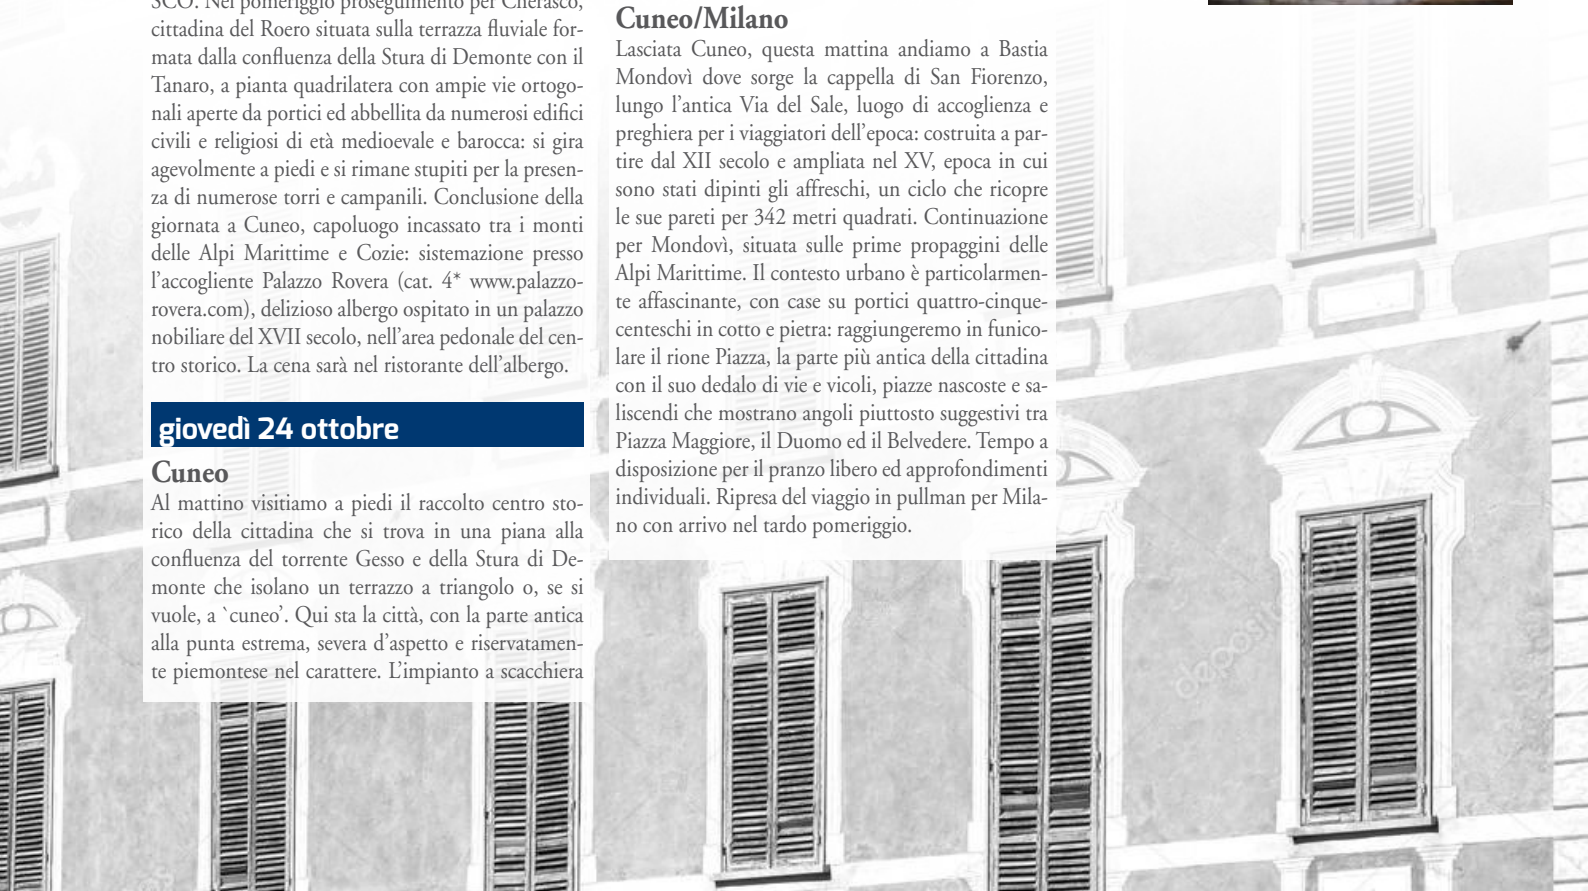 SCO. Nel pomeriggio proseguimento per Cherasco,
cittadina del Roero situata sulla terrazza fluviale for-
mata dalla confluenza della Stura di Demonte con il
Tanaro, a pianta quadrilatera con ampie vie ortogo-
nali aperte da portici ed abbellita da numerosi edifici
civili e religiosi di età medioevale e barocca: si gira
agevolmente a piedi e si rimane stupiti per la presen-
za di numerose torri e campanili. Conclusione della
giornata a Cuneo, capoluogo incassato tra i monti
delle Alpi Marittime e Cozie: sistemazione presso
l’accogliente Palazzo Rovera (cat. 4* www.palazzo-
rovera.com), delizioso albergo ospitato in un palazzo
nobiliare del XVII secolo, nell’area pedonale del cen-
tro storico. La cena sarà nel ristorante dell’albergo.
giovedì 24 ottobre
Cuneo
Al mattino visitiamo a piedi il raccolto centro sto-
rico della cittadina che si trova in una piana alla
confluenza del torrente Gesso e della Stura di De-
monte che isolano un terrazzo a triangolo o, se si
vuole, a `cuneo’. Qui sta la città, con la parte antica
alla punta estrema, severa d’aspetto e riservatamen-
te piemontese nel carattere. L’impianto a scacchiera
Cuneo/Milano
Lasciata Cuneo, questa mattina andiamo a Bastia
Mondovì dove sorge la cappella di San Fiorenzo,
lungo l’antica Via del Sale, luogo di accoglienza e
preghiera per i viaggiatori dell’epoca: costruita a par-
tire dal XII secolo e ampliata nel XV, epoca in cui
sono stati dipinti gli affreschi, un ciclo che ricopre
le sue pareti per 342 metri quadrati. Continuazione
per Mondovì, situata sulle prime propaggini delle
Alpi Marittime. Il contesto urbano è particolarmen-
te affascinante, con case su portici quattro-cinque-
centeschi in cotto e pietra: raggiungeremo in funico-
lare il rione Piazza, la parte più antica della cittadina
con il suo dedalo di vie e vicoli, piazze nascoste e sa-
liscendi che mostrano angoli piuttosto suggestivi tra
Piazza Maggiore, il Duomo ed il Belvedere. Tempo a
disposizione per il pranzo libero ed approfondimenti
individuali. Ripresa del viaggio in pullman per Mila-
no con arrivo nel tardo pomeriggio.